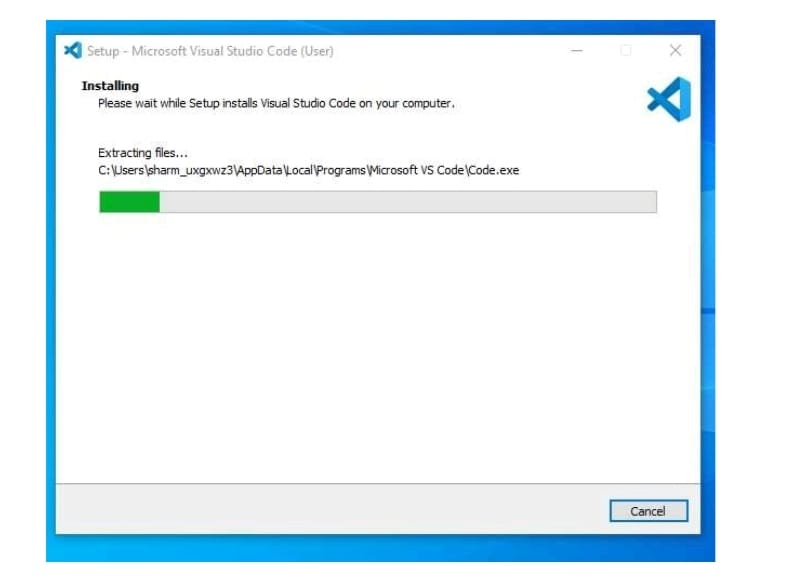 Setup - Microsoft Visual Studio Code (User)
Installing
Please wait while Setup installs Visual Studio Code on your computer.
Extracting files...
C:\Users\sharm_uxgxwz3\AppData\Local\Programs\Microsoft VS Code\Code.exe
Cancel